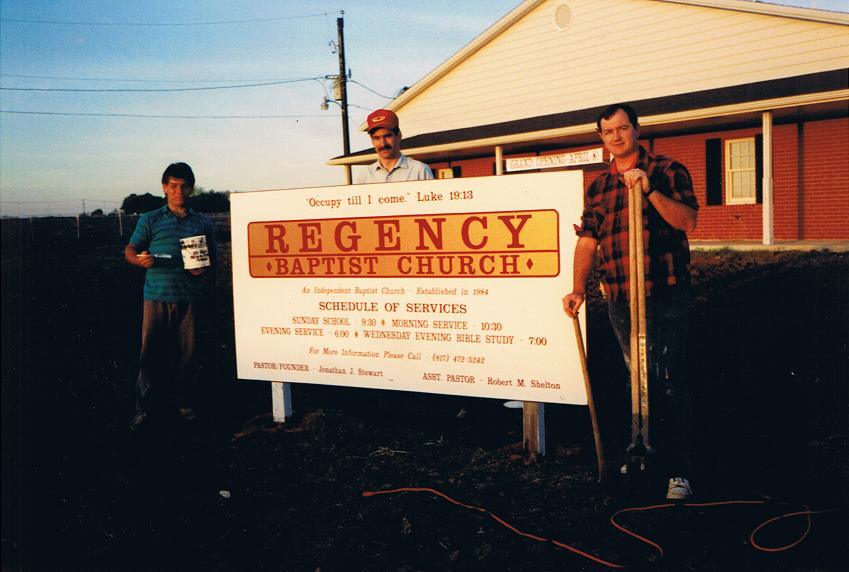 GRAND OPENING APRIL 8
"Occupy till I come." Luke 19:13
REGENCY
♦BAPTIST CHURCH♦
An Independent Baptist Church - Established in 1984
SCHEDULE OF SERVICES
SUNDAY SCHOOL - 9:30 ♦ MORNING SERVICE - 10:30
EVENING SERVICE - 6:00 ♦ WEDNESDAY EVENING BIBLE STUDY - 7:00
For More Information Please Call - (817) 472-5242
PASTOR/FOUNDER - Jonathan J. Stewart
ASST. PASTOR - Robert M. Shelton